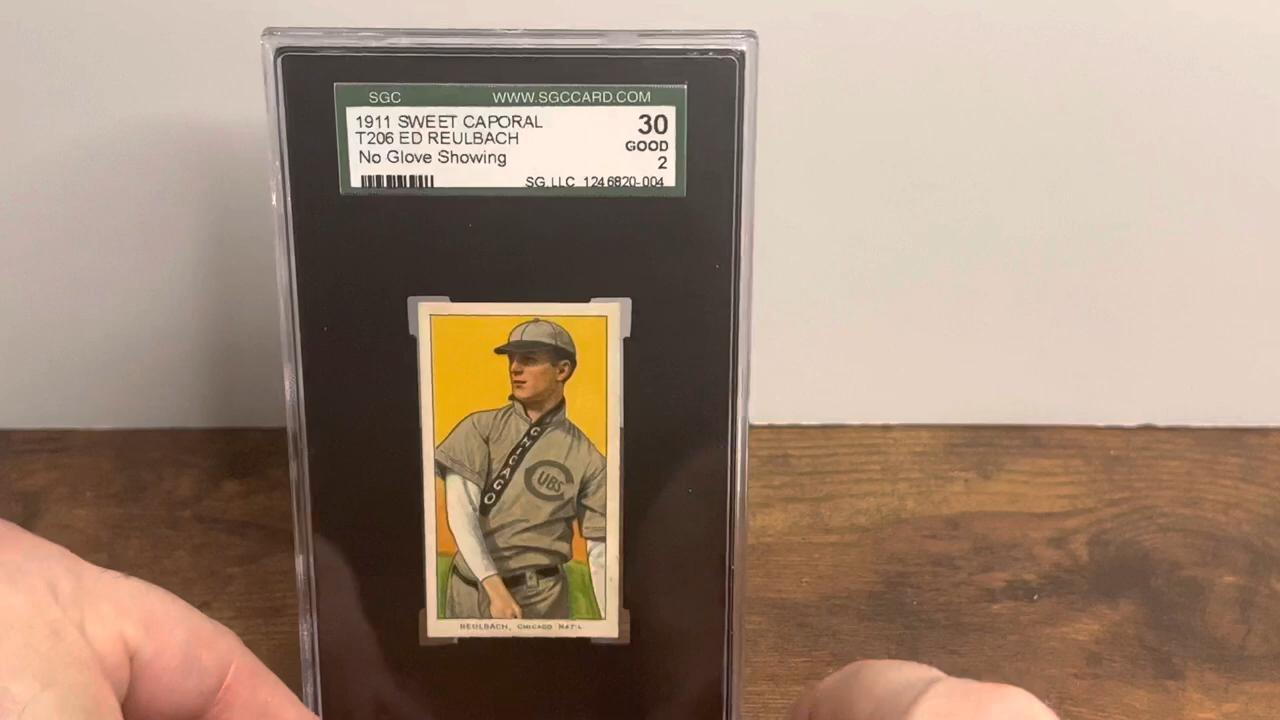 SGC WWW.SGCCARD.COM
1911 SWEET CAPORAL 30
T206 ED REULBACH GOOD
No Glove Showing 2
SG, LLC 1246820-004
CHICAGO
CUBS
REULBACH, CHICAGO NAT'L